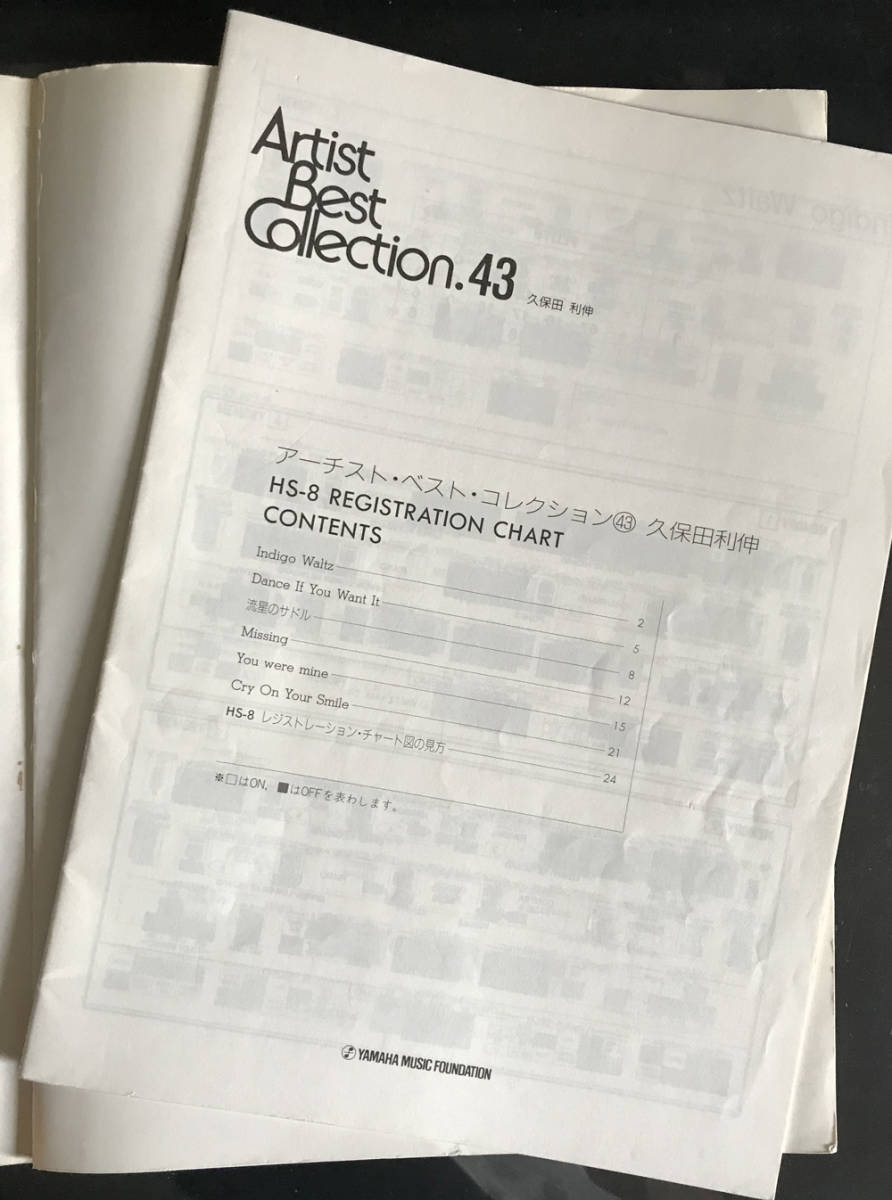 Artist
Best
Collection.43
久保田 利伸
アーチスト・ベスト・コレクション㊸ 久保田利伸
HS-8 REGISTRATION CHART
CONTENTS
Indigo Waltz 2
Dance If You Want It 5
流星のサドル 8
Missing 12
You were mine 15
Cry On Your Smile 21
HS-8 レジストレーション・チャート図の見方 24
※□はON, ■はOFFを表わします。
YAMAHA MUSIC FOUNDATION